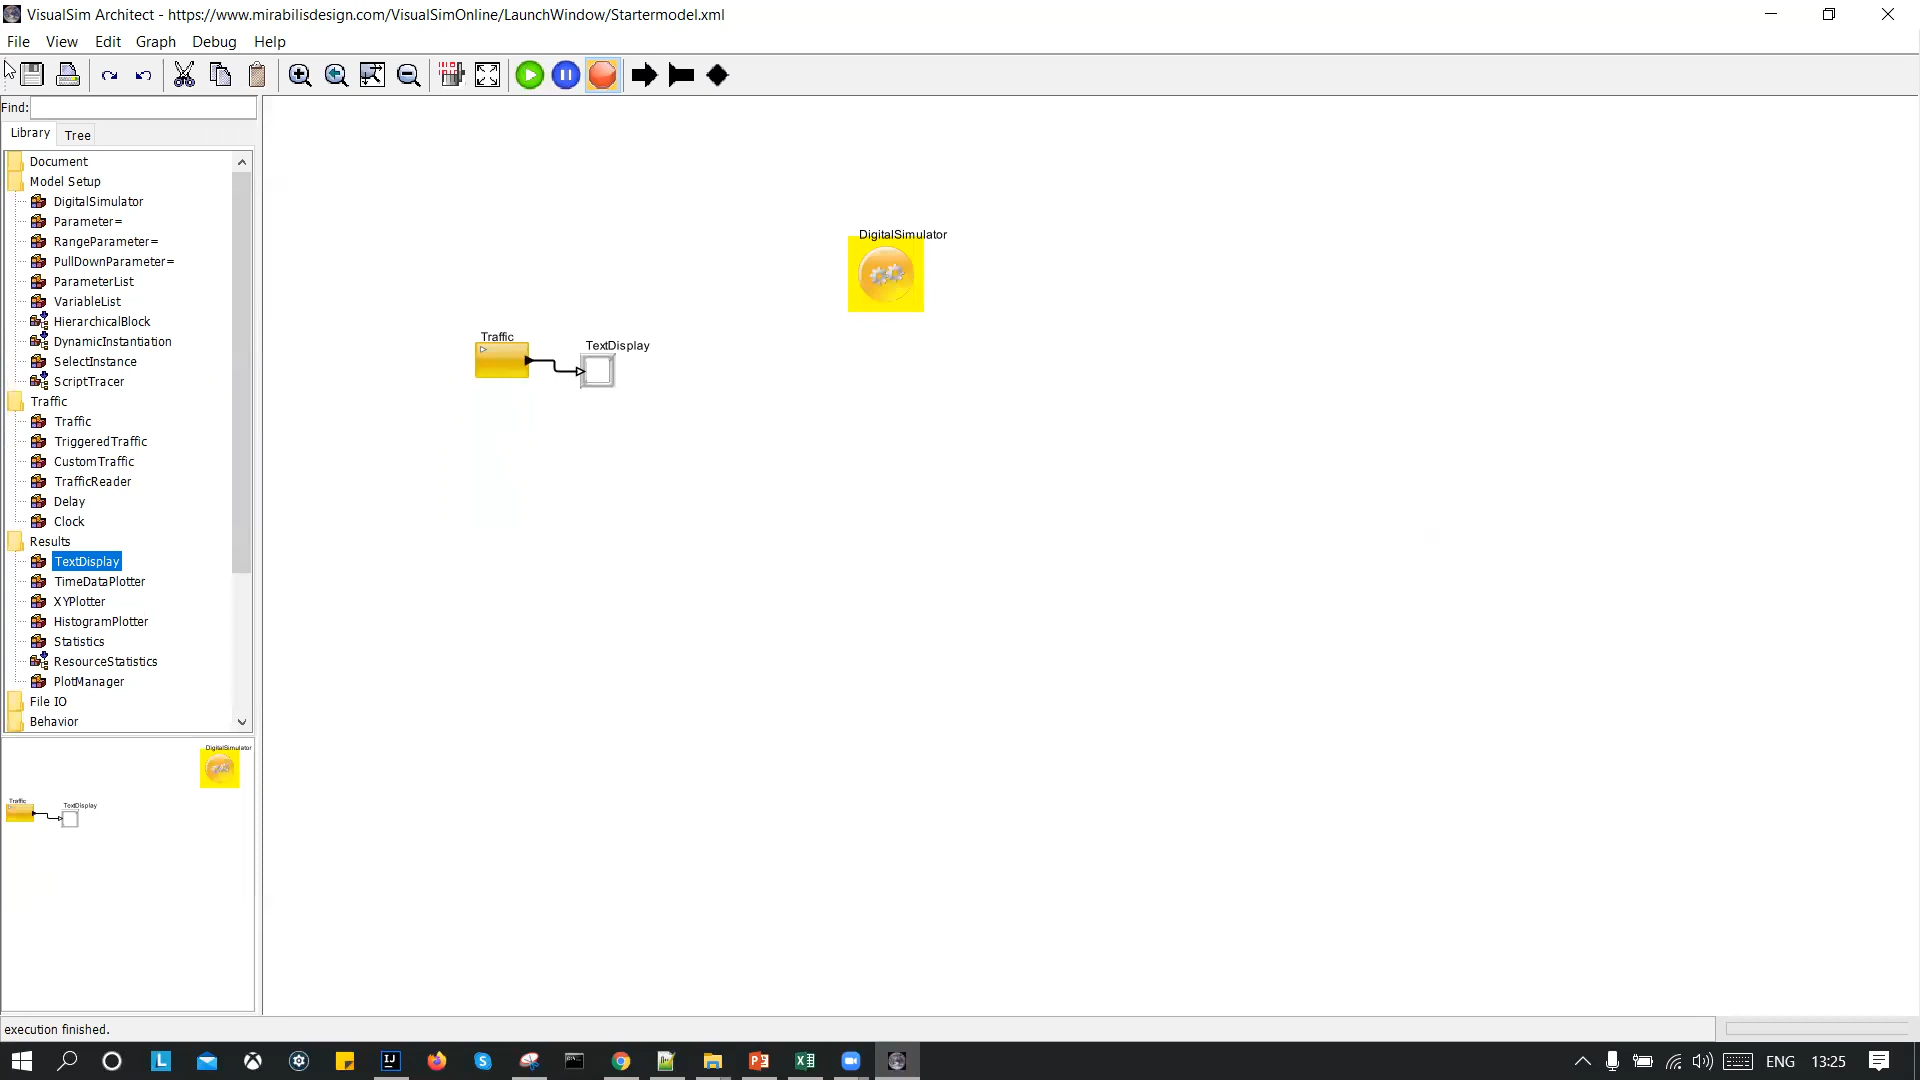 VisualSim Architect - https://www.mirabilisdesign.com/VisualSimOnline/LaunchWindow/Startermodel.xml
File View Edit Graph Debug Help
Find:
Library Tree
Document
Model Setup
DigitalSimulator
Parameter=
RangeParameter=
PullDownParameter=
ParameterList
VariableList
HierarchicalBlock
DynamicInstantiation
SelectInstance
ScriptTracer
Traffic
Traffic
TriggeredTraffic
CustomTraffic
TrafficReader
Delay
Clock
Results
TextDisplay
TimeDataPlotter
XYPlotter
HistogramPlotter
Statistics
ResourceStatistics
PlotManager
File IO
Behavior
DigitalSimulator
Traffic
TextDisplay
DigitalSimulator
Traffic
TextDisplay
execution finished.
ENG 13:25